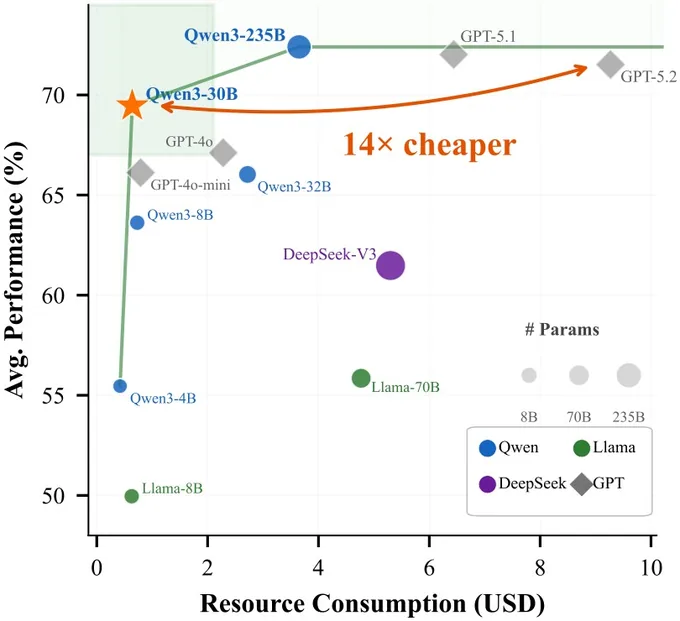 Qwen3-235B
GPT-5.1
GPT-5.2
Qwen3-30B
14× cheaper
GPT-4o
GPT-4o-mini
Qwen3-32B
Qwen3-8B
DeepSeek-V3
# Params
8B 70B 235B
Llama-70B
Qwen3-4B
Llama-8B
Qwen Llama
DeepSeek GPT
70
65
60
55
50
Avg. Performance (%)
0 2 4 6 8 10
Resource Consumption (USD)